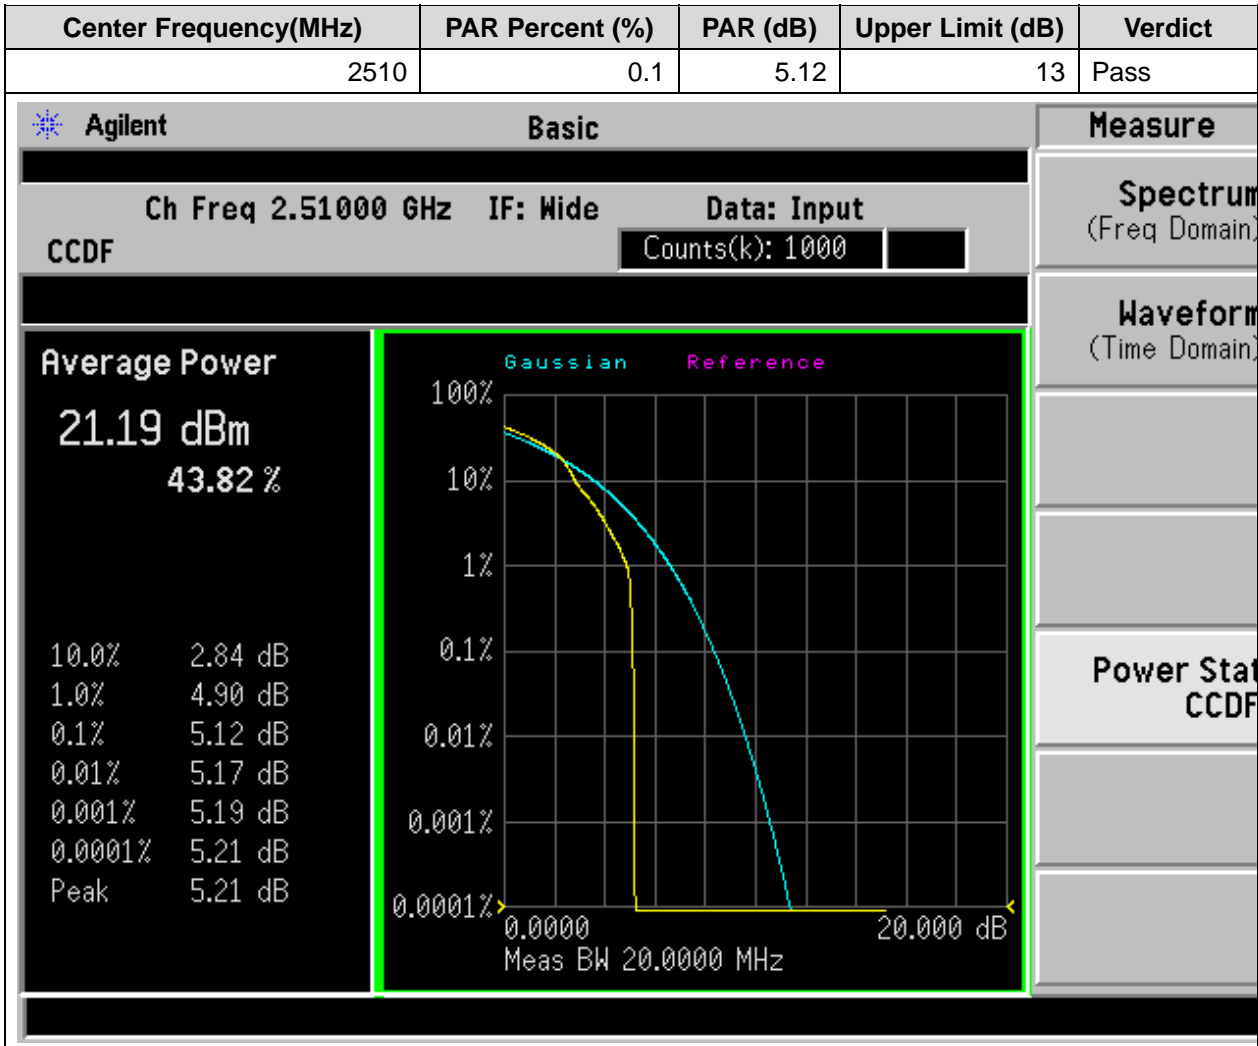 Center Frequency(MHz) PAR Percent (%) PAR (dB) Upper Limit (dB) Verdict
2510 0.1 5.12 13 Pass
Agilent Basic Measure
Ch Freq 2.51000 GHz IF: Wide Data: Input
CCDF Counts(k): 1000
Spectrum
(Freq Domain)
Waveform
(Time Domain)
Power Stat
CCDF
Average Power
21.19 dBm
43.82 %
10.0% 2.84 dB
1.0% 4.90 dB
0.1% 5.12 dB
0.01% 5.17 dB
0.001% 5.19 dB
0.0001% 5.21 dB
Peak 5.21 dB
Gaussian Reference
100%
10%
1%
0.1%
0.01%
0.001%
0.0001%
0.0000 20.000 dB
Meas BW 20.0000 MHz